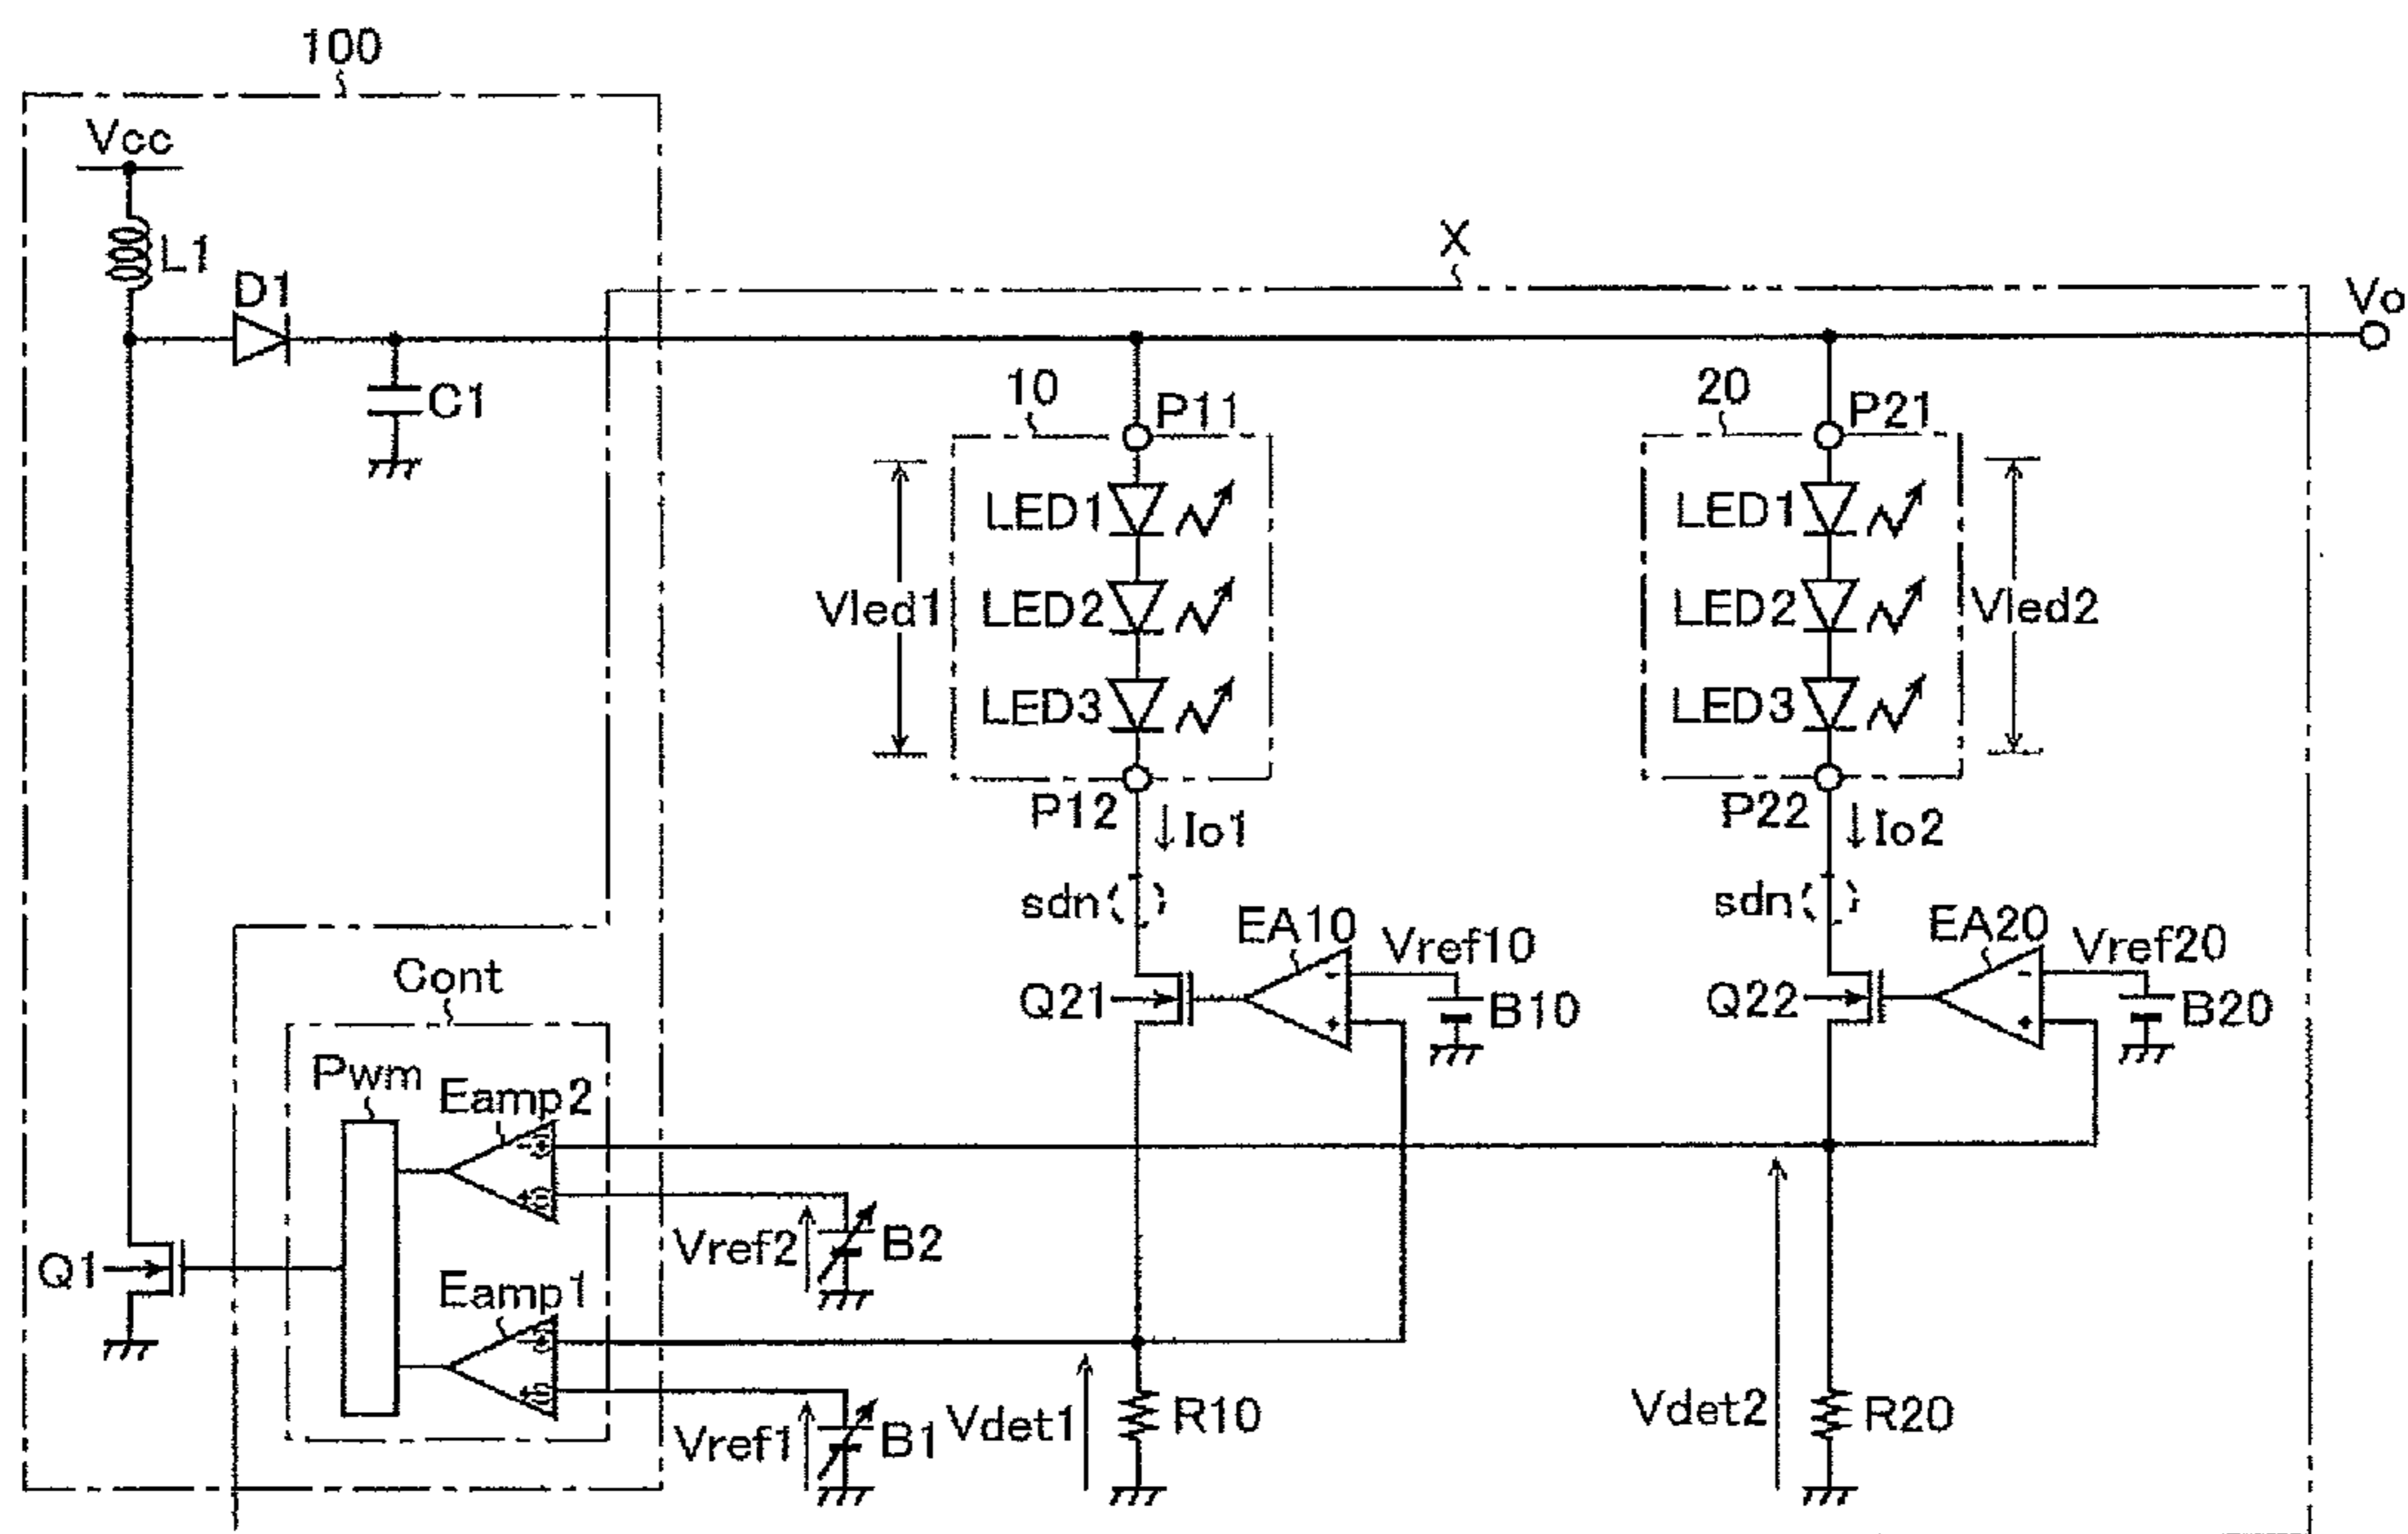 100
Vcc
L1
D1
C1
X
Vo
10
P11
LED1
LED2
LED3
Vled1
P12
Io1
sdn
20
P21
LED1
LED2
LED3
Vled2
P22
Io2
sdn
EA10
Vref10
Q21
-
+
B10
EA20
Vref20
Q22
-
+
B20
Cont
Pwm
Eamp2
Vref2
B2
Q1
Eamp1
Vref1
B1
Vdet1
R10
Vdet2
R20